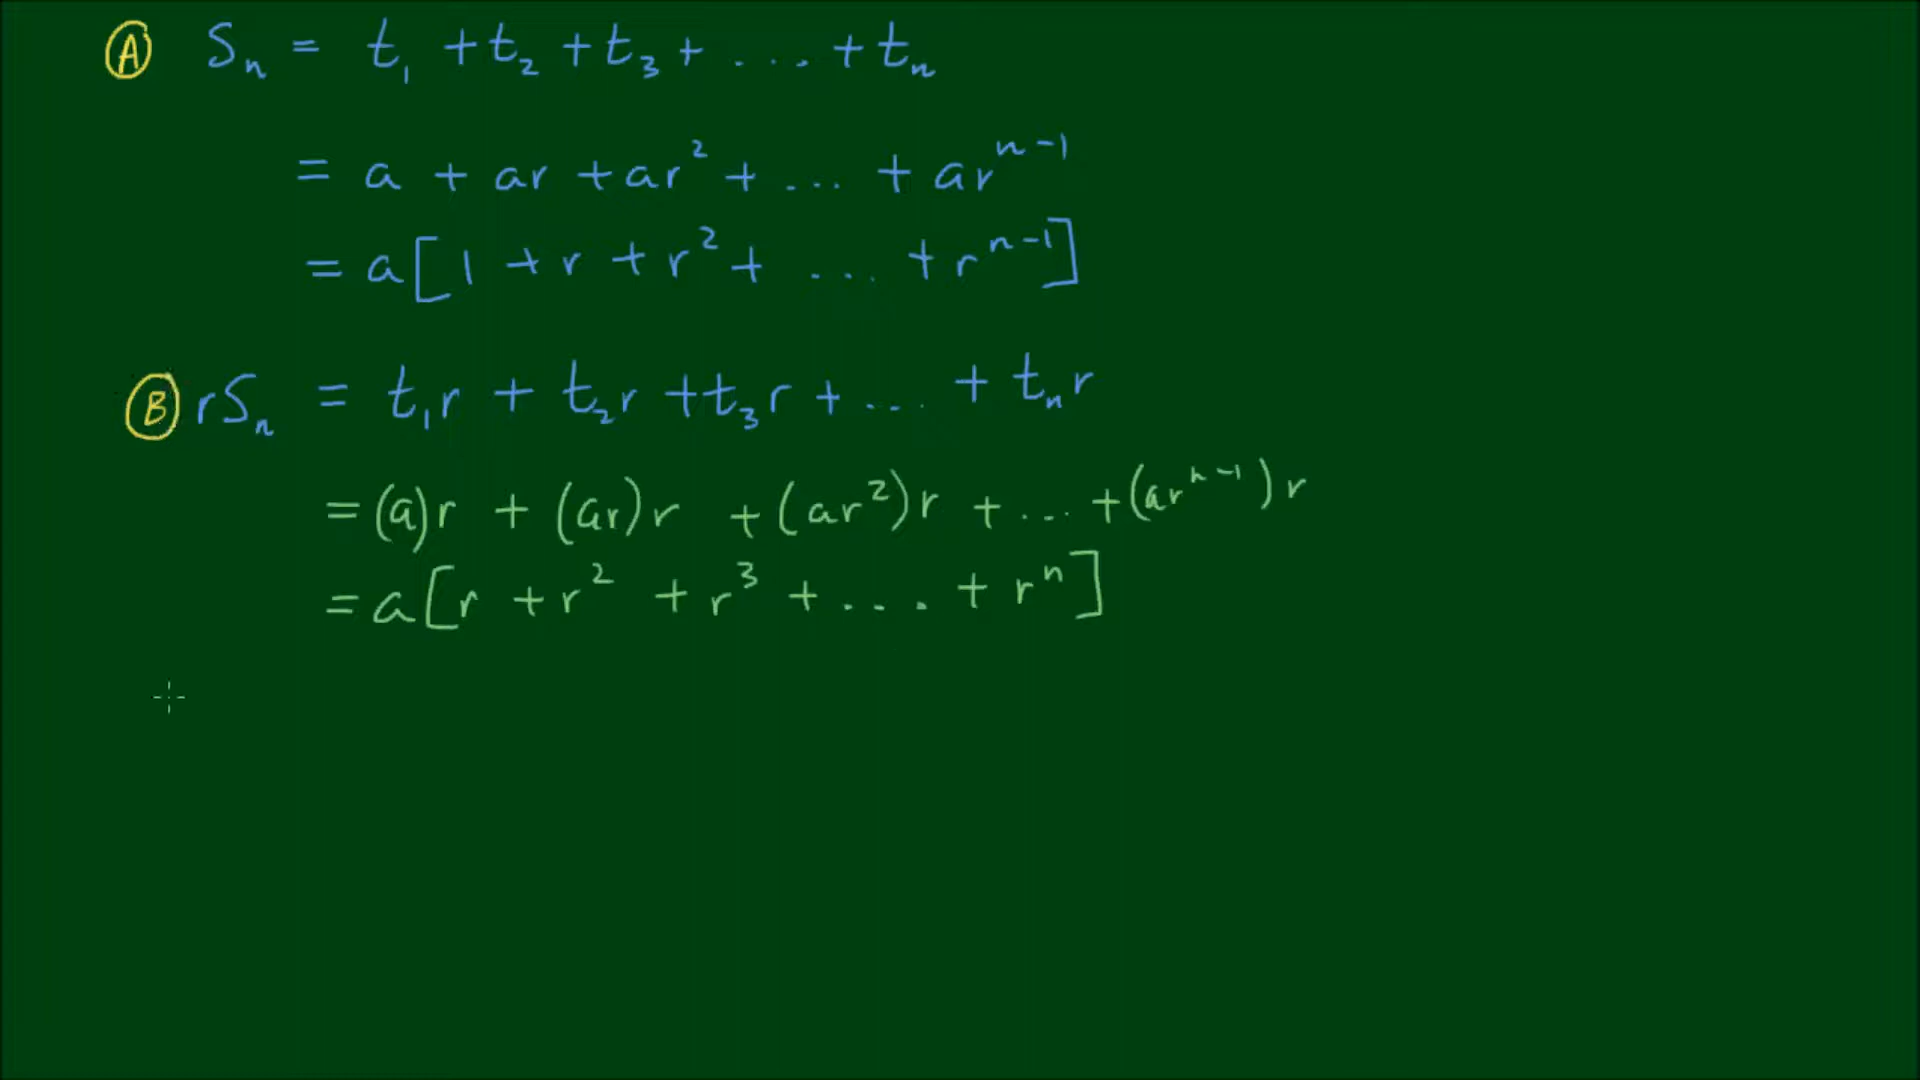 Ⓐ Sₙ = t₁ + t₂ + t₃ + .... + tₙ
= a + ar + ar² + ... + arⁿ⁻¹
= a[1 + r + r² + ... + rⁿ⁻¹]
Ⓑ rSₙ = t₁r + t₂r + t₃r + ... + tₙr
= (a)r + (ar)r + (ar²)r + ... + (arⁿ⁻¹)r
= a[r + r² + r³ + .... + rⁿ]